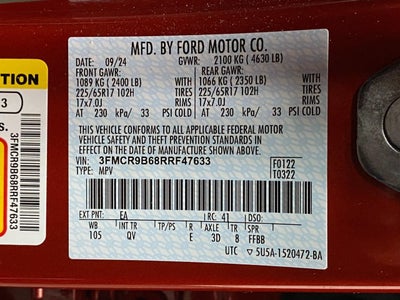 MFD. BY FORD MOTOR CO.
DATE: 09/24 GVWR: 2100 KG ( 4630 LB)
FRONT GAWR: REAR GAWR:
1089 KG ( 2400 LB) 1066 KG ( 2350 LB)
225/65R17 102H 225/65R17 102H
17x7.0J 17x7.0J
AT 230 kPa/ 33 PSI COLD AT 230 kPa/ 33 PSI COLD
THIS VEHICLE CONFORMS TO ALL APPLICABLE FEDERAL MOTOR
VEHICLE SAFETY AND THEFT PREVENTION STANDARDS IN
EFFECT ON THE DATE OF MANUFACTURE SHOWN ABOVE.
VIN: 3FMCR9B68RRF47633 F0122
TYPE: MPV T0322
EXT PNT: EA RC: 41 DSO:
WB INT TR TP/PS R AXLE TR SPR
105 QV E 3D 8 FFBB
UTC 5U5A-1520472-BA
TION
3
s.
3FMCR9B68RRF47633